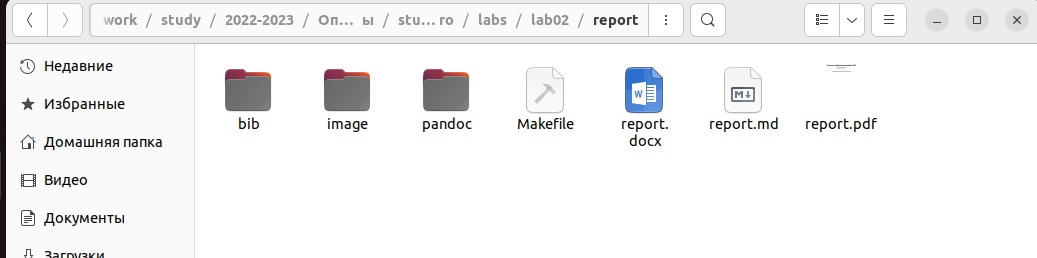 work / study / 2022-2023 / Оп… ы / stu…ro / labs / lab02 / report
Недавние
Избранные
Домашняя папка
Видео
Документы
Загрузки
bib
image
pandoc
Makefile
report.
docx
report.md
report.pdf